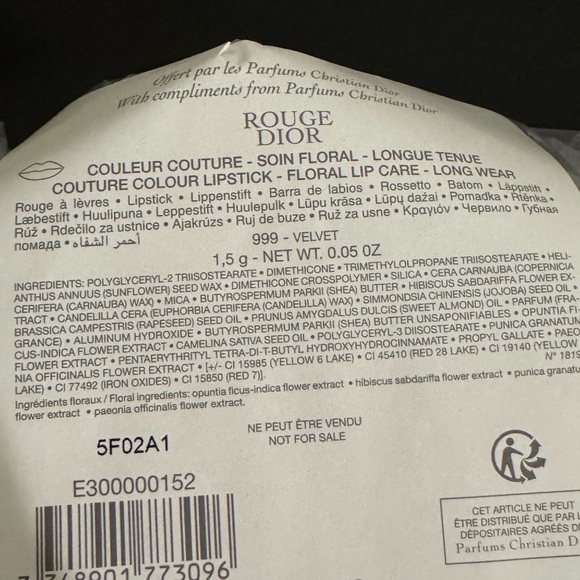 Offert par les Parfums Christian Dior
With compliments from Parfums Christian Dior
ROUGE
DIOR
COULEUR COUTURE - SOIN FLORAL - LONGUE TENUE
COUTURE COLOUR LIPSTICK - FLORAL LIP CARE - LONG WEAR
Rouge à lèvres • Lipstick • Lippenstift • Barra de labios • Rossetto • Batom • Läppstift •
Læbestift • Huulipuna • Leppestift • Huulepulk • Lūpu krāsa • Lūpų dažai • Pomadka • Rtěnka •
Rúž • Rdečilo za ustnice • Ajakrúzs • Ruj de buze • Ruž za usne • Κραγιόν • Червило • Губная
помада • أحمر الشفاه
999 - VELVET
1,5 g - NET WT. 0.05 OZ
INGREDIENTS: POLYGLYCERYL-2 TRIISOSTEARATE • DIMETHICONE • TRIMETHYLOLPROPANE TRIISOSTEARATE • HELI-
ANTHUS ANNUUS (SUNFLOWER) SEED WAX • DIMETHICONE CROSSPOLYMER • SILICA • CERA CARNAUBA (COPERNICIA
CERIFERA (CARNAUBA) WAX) • MICA • BUTYROSPERMUM PARKII (SHEA) BUTTER • HIBISCUS SABDARIFFA FLOWER EX-
TRACT • CANDELILLA CERA (EUPHORBIA CERIFERA (CANDELILLA) WAX) • SIMMONDSIA CHINENSIS (JOJOBA) SEED OIL •
BRASSICA CAMPESTRIS (RAPESEED) SEED OIL • PRUNUS AMYGDALUS DULCIS (SWEET ALMOND) OIL • PARFUM (FRA-
GRANCE) • ALUMINUM HYDROXIDE • BUTYROSPERMUM PARKII (SHEA) BUTTER UNSAPONIFIABLES • OPUNTIA FI-
CUS-INDICA FLOWER EXTRACT • CAMELINA SATIVA SEED OIL • POLYGLYCERYL-3 DIISOSTEARATE • PUNICA GRANATU
FLOWER EXTRACT • PENTAERYTHRITYL TETRA-DI-T-BUTYL HYDROXYHYDROCINNAMATE • PROPYL GALLATE • PAEO
NIA OFFICINALIS FLOWER EXTRACT • [+/- CI 15985 (YELLOW 6 LAKE) • CI 45410 (RED 28 LAKE) • CI 19140 (YELLOW
LAKE) • CI 77492 (IRON OXIDES) • CI 15850 (RED 7)]. N° 1819
Ingrédients floraux / Floral ingredients: opuntia ficus-indica flower extract • hibiscus sabdariffa flower extract • punica granatu
flower extract • paeonia officinalis flower extract.
NE PEUT ÊTRE VENDU
NOT FOR SALE
5F02A1
E300000152
CET ARTICLE NE PEUT
ÊTRE DISTRIBUÉ QUE PAR L
DÉPOSITAIRES AGRÉÉS D
Parfums Christian D
7 348901 773096